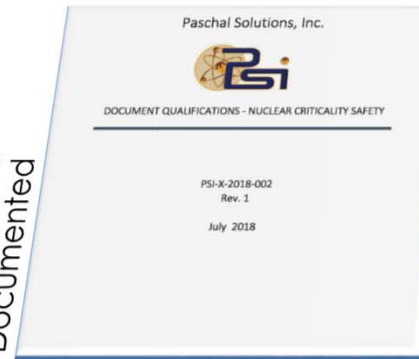 Documented
Paschal Solutions, Inc.
PSi
DOCUMENT QUALIFICATIONS - NUCLEAR CRITICALITY SAFETY
PSI-X-2018-002
Rev. 1
July 2018